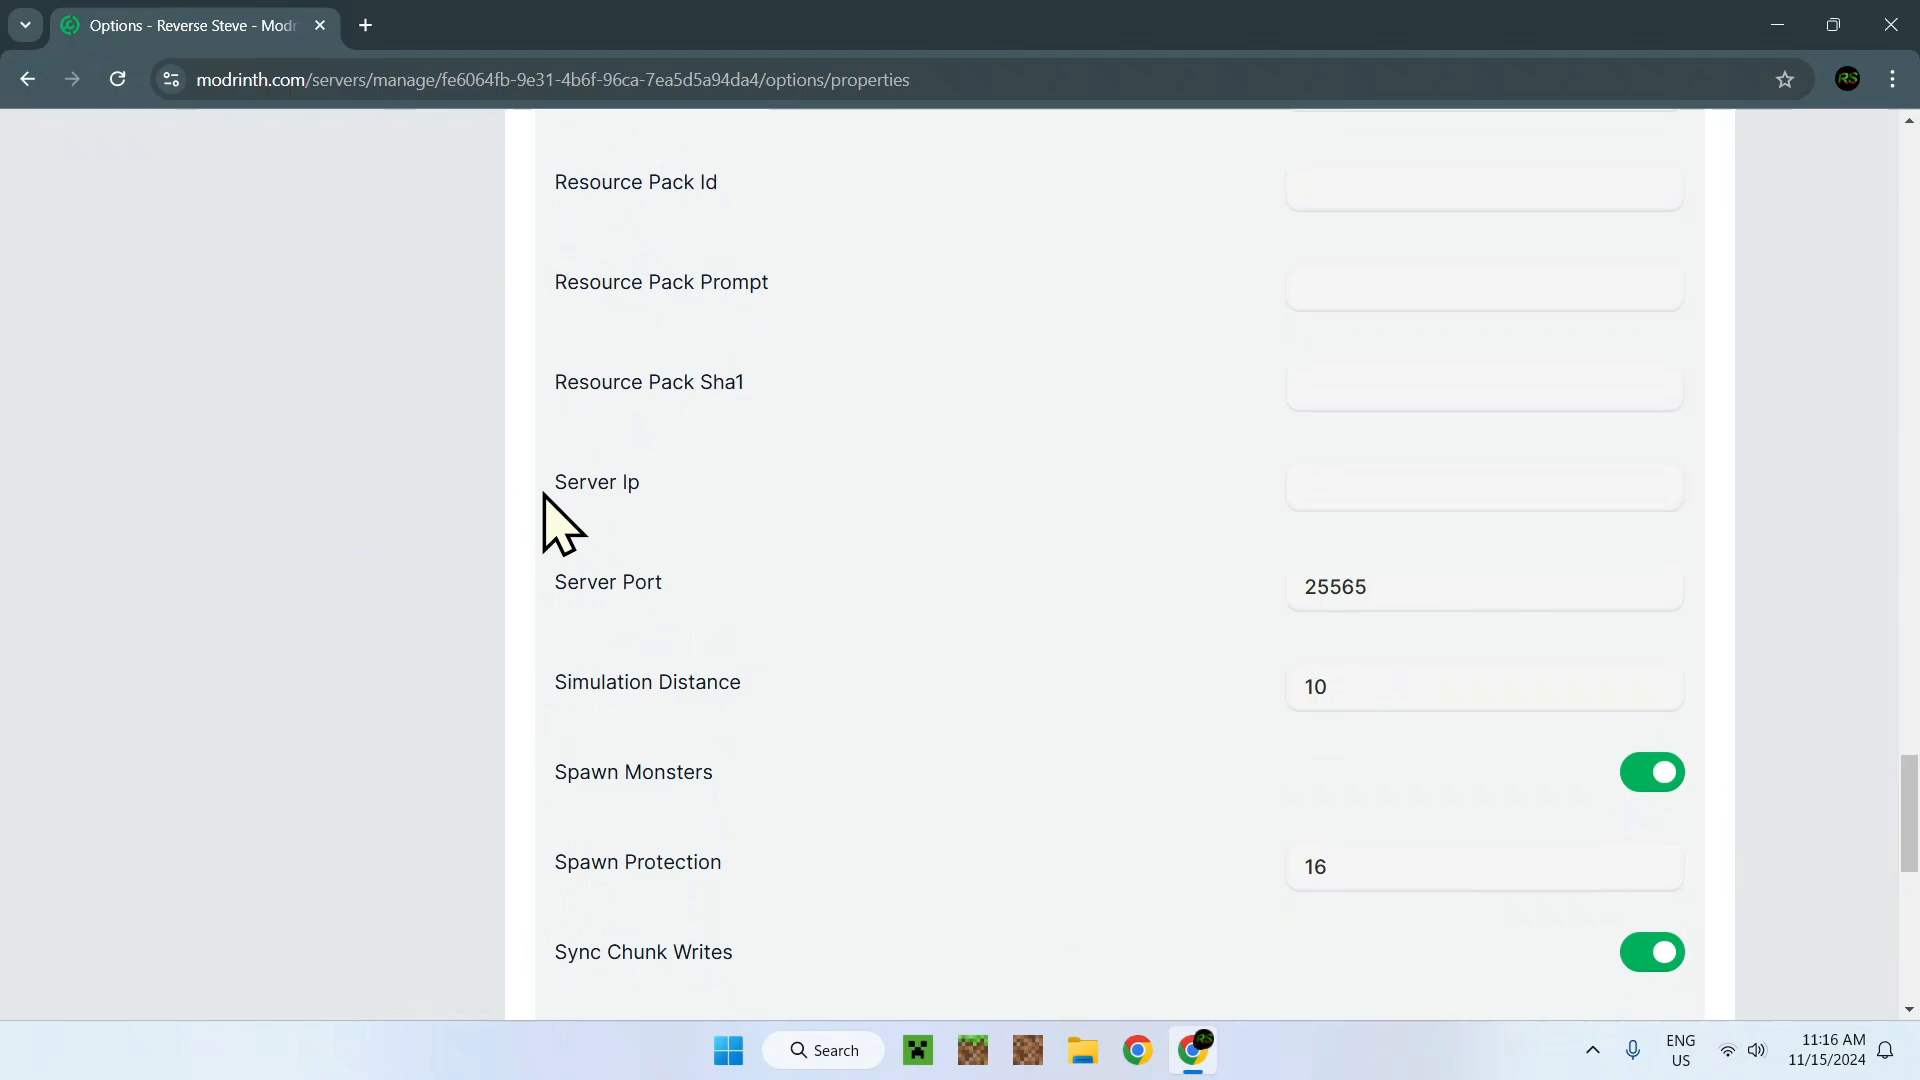 Options - Reverse Steve - Modr
modrinth.com/servers/manage/fe6064fb-9e31-4b6f-96ca-7ea5d5a94da4/options/properties
RS
Resource Pack Id
Resource Pack Prompt
Resource Pack Sha1
Server Ip
Server Port
25565
Simulation Distance
10
Spawn Monsters
Spawn Protection
16
Sync Chunk Writes
Search
RS
ENG
US
11:16 AM
11/15/2024